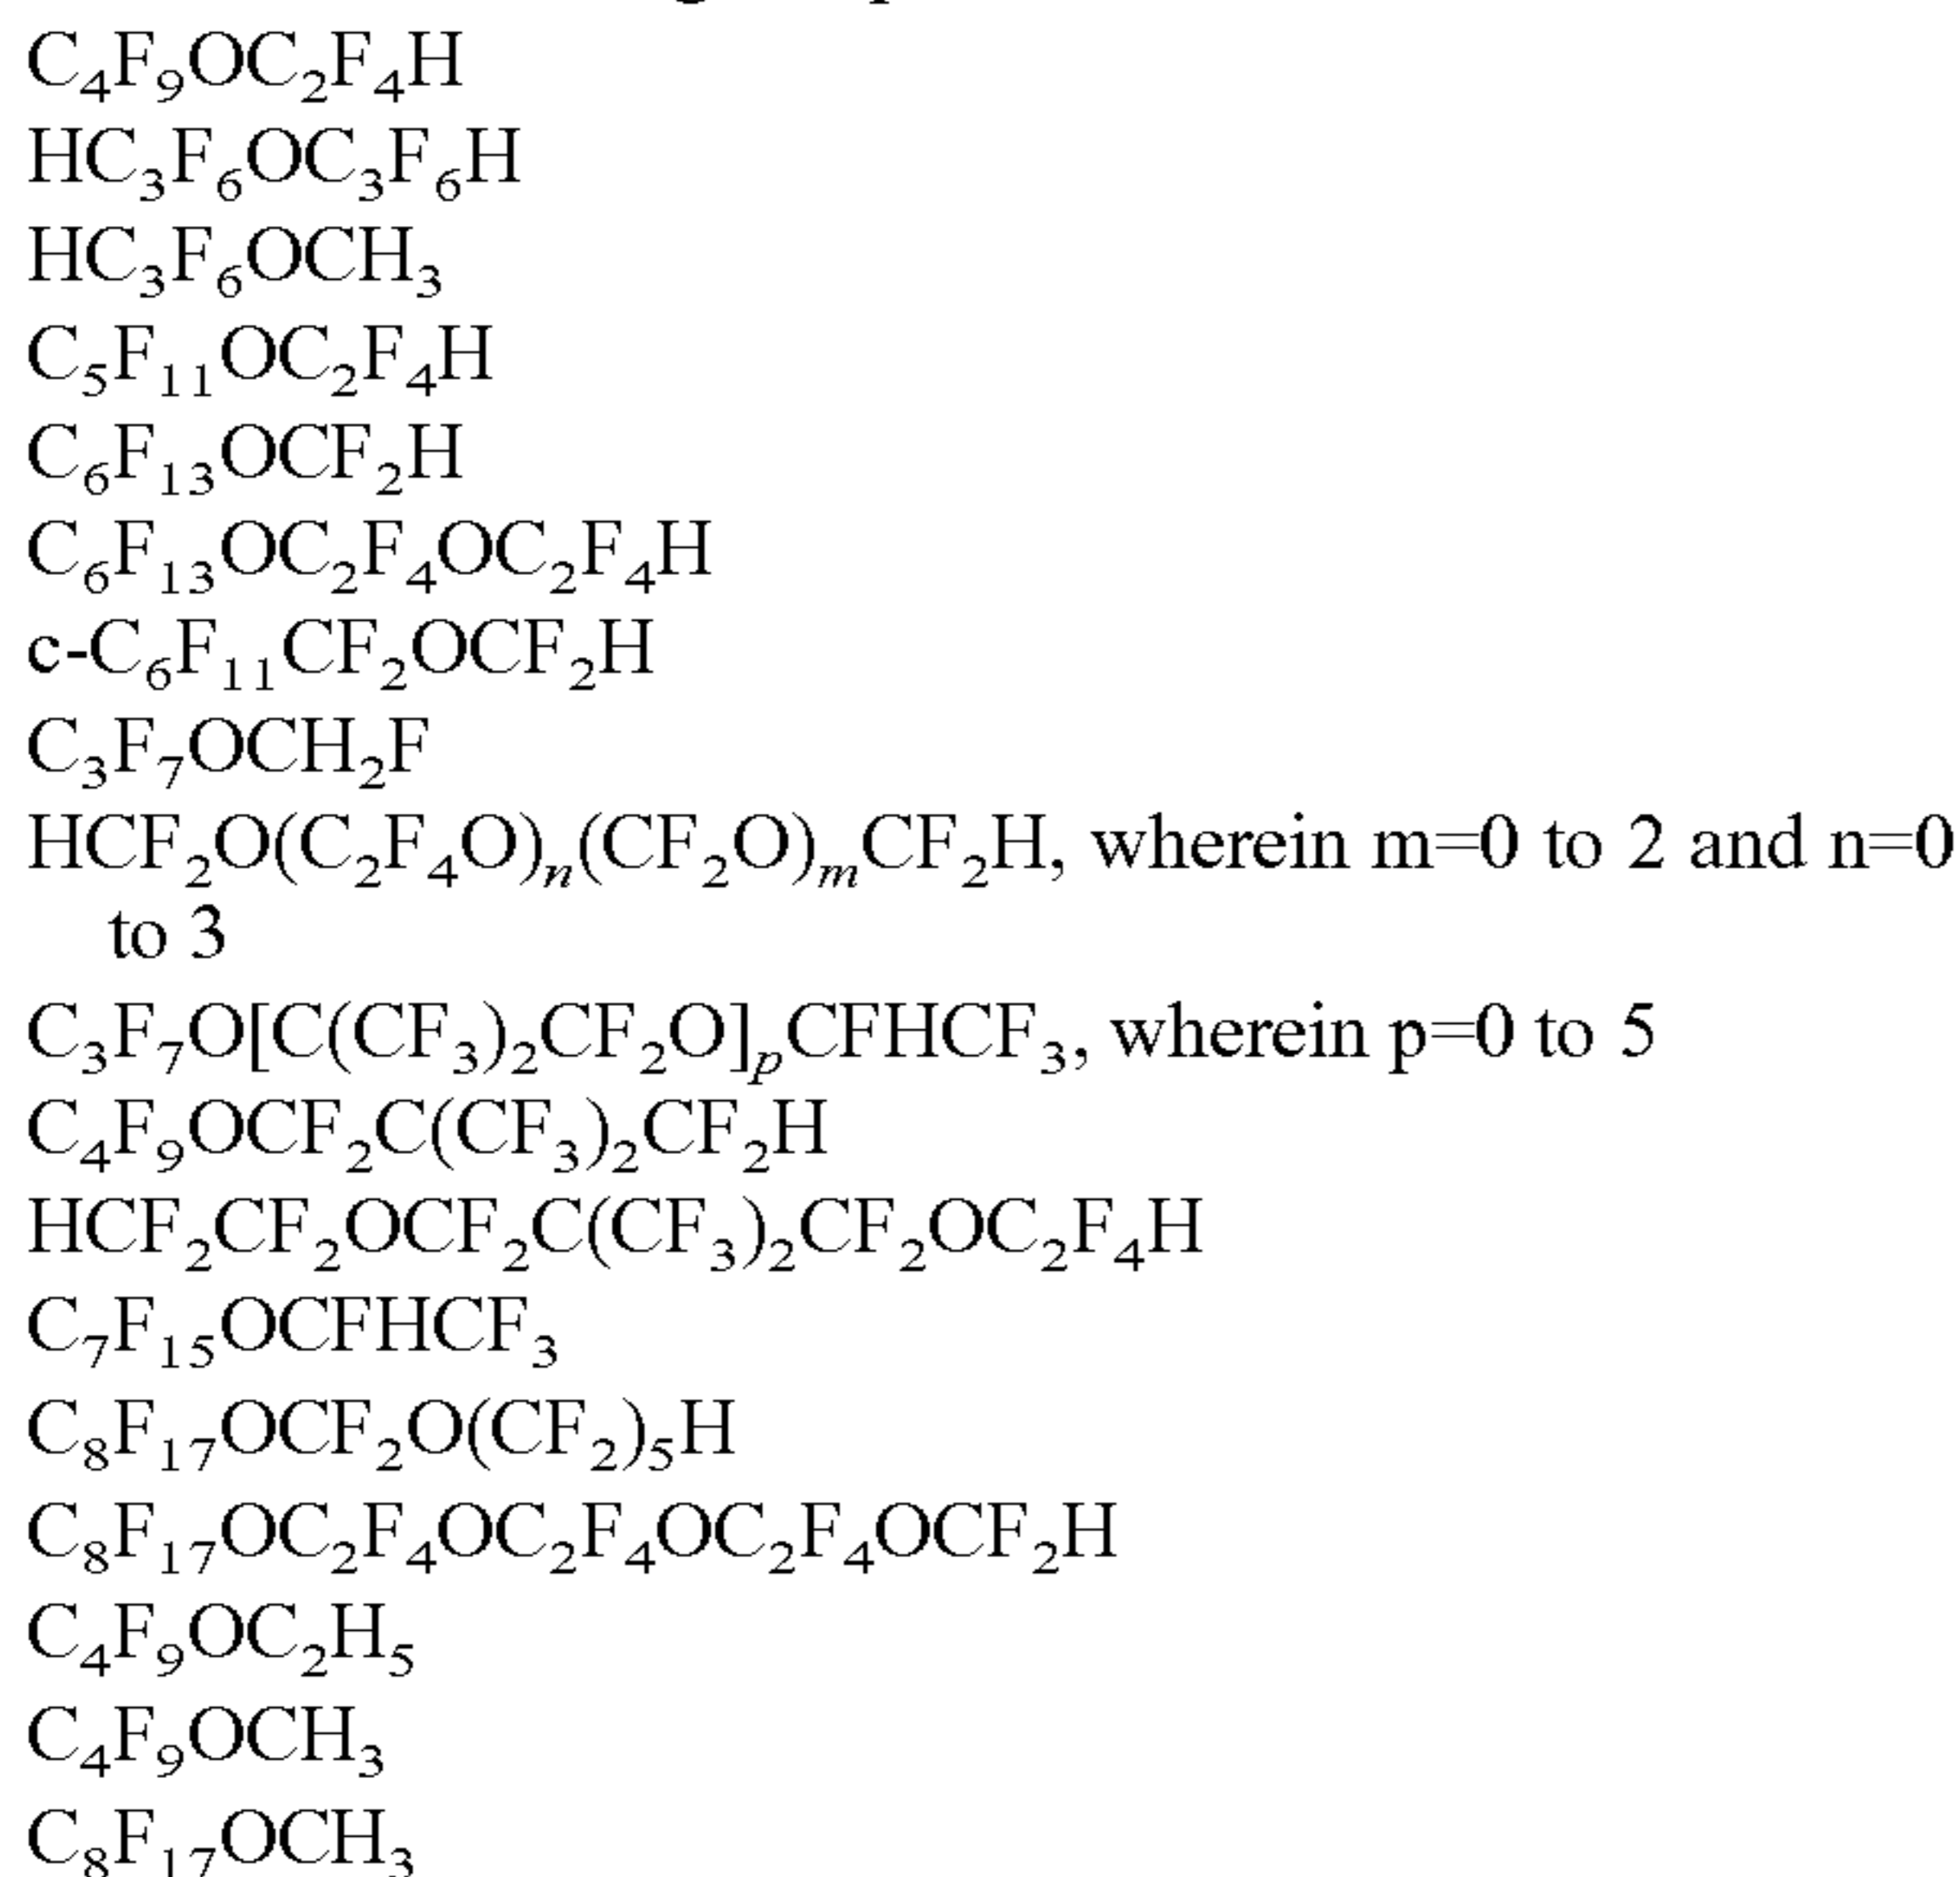 C₄F₉OC₂F₄H
HC₃F₆OC₃F₆H
HC₃F₆OCH₃
C₅F₁₁OC₂F₄H
C₆F₁₃OCF₂H
C₆F₁₃OC₂F₄OC₂F₄H
c-C₆F₁₁CF₂OCF₂H
C₃F₇OCH₂F
HCF₂O(C₂F₄O)ₙ(CF₂O)ₘCF₂H, wherein m=0 to 2 and n=0
to 3
C₃F₇O[C(CF₃)₂CF₂O]ₚCFHCF₃, wherein p=0 to 5
C₄F₉OCF₂C(CF₃)₂CF₂H
HCF₂CF₂OCF₂C(CF₃)₂CF₂OC₂F₄H
C₇F₁₅OCFHCF₃
C₈F₁₇OCF₂O(CF₂)₅H
C₈F₁₇OC₂F₄OC₂F₄OC₂F₄OCF₂H
C₄F₉OC₂H₅
C₄F₉OCH₃
C₈F₁₇OCH₃